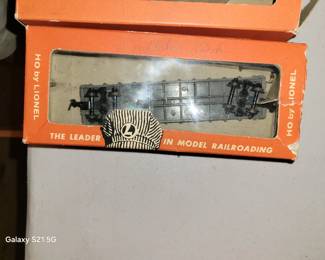 HO by LIONEL
HO by LIONEL
THE LEADER IN MODEL RAILROADING
L
Galaxy S21 5G